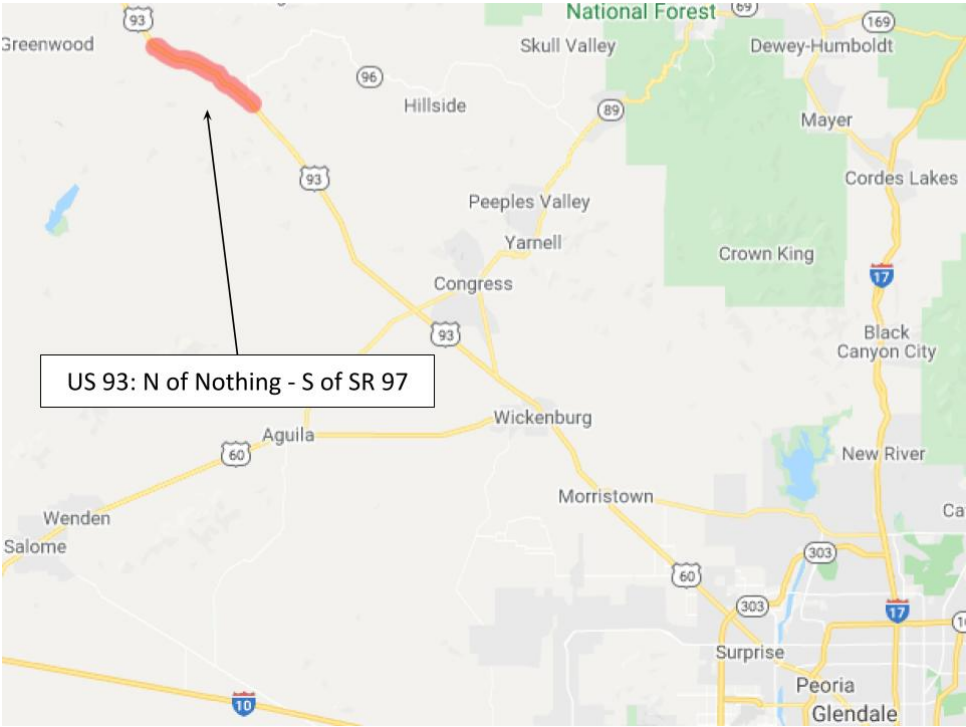 93
National Forest
69
169
Greenwood
Skull Valley
Dewey-Humboldt
96
Hillside
89
Mayer
93
Cordes Lakes
Peeples Valley
Yarnell
Crown King
Congress
17
93
Black
Canyon City
US 93: N of Nothing - S of SR 97
Wickenburg
Aguila
60
New River
Morristown
Wenden
Salome
303
60
303
17
Surprise
Peoria
10
Glendale